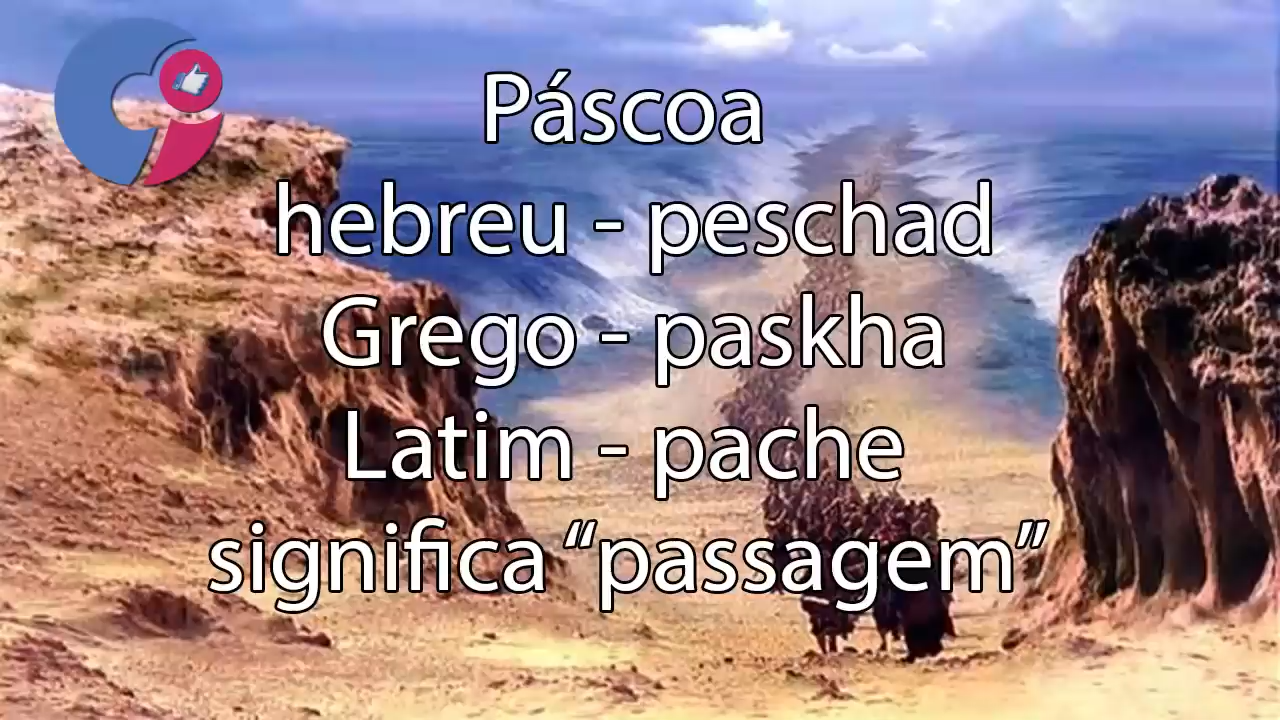 Páscoa
hebreu - peschad
Grego - paskha
Latim - pache
significa “passagem”